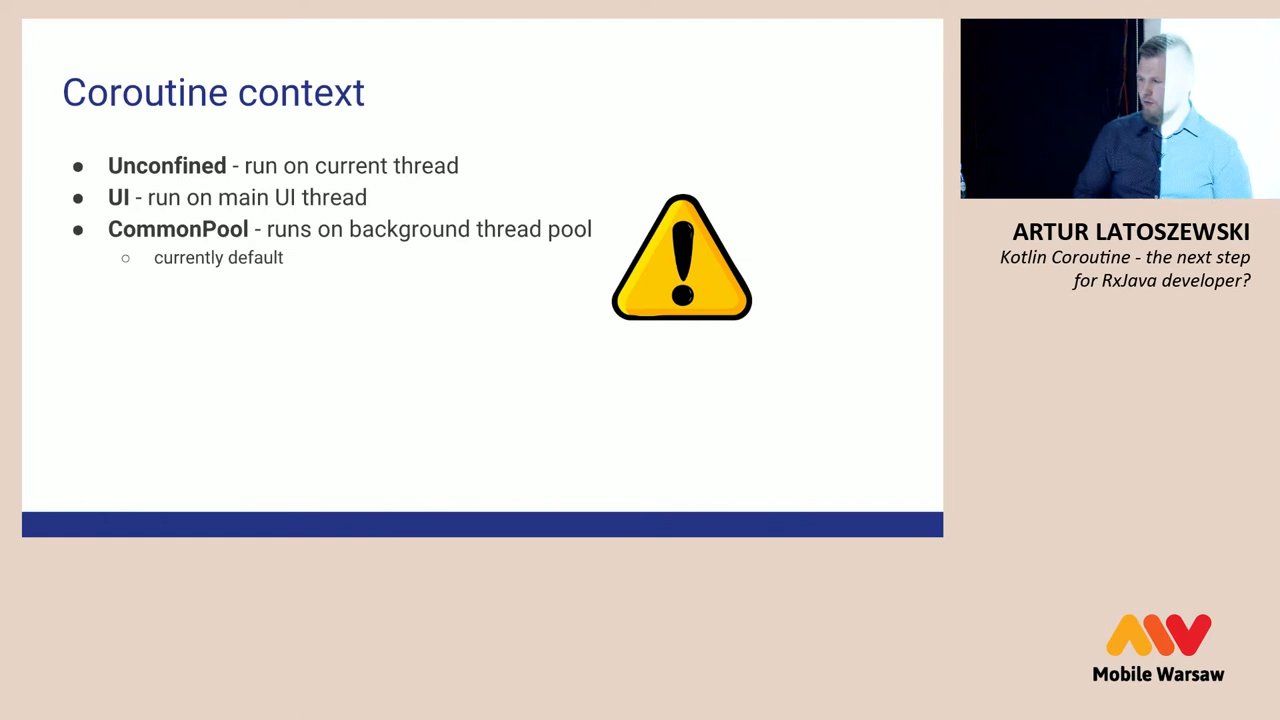 Coroutine context
● Unconfined - run on current thread
● UI - run on main UI thread
● CommonPool - runs on background thread pool
○ currently default
ARTUR LATOSZEWSKI
Kotlin Coroutine - the next step
for RxJava developer?
Mobile Warsaw